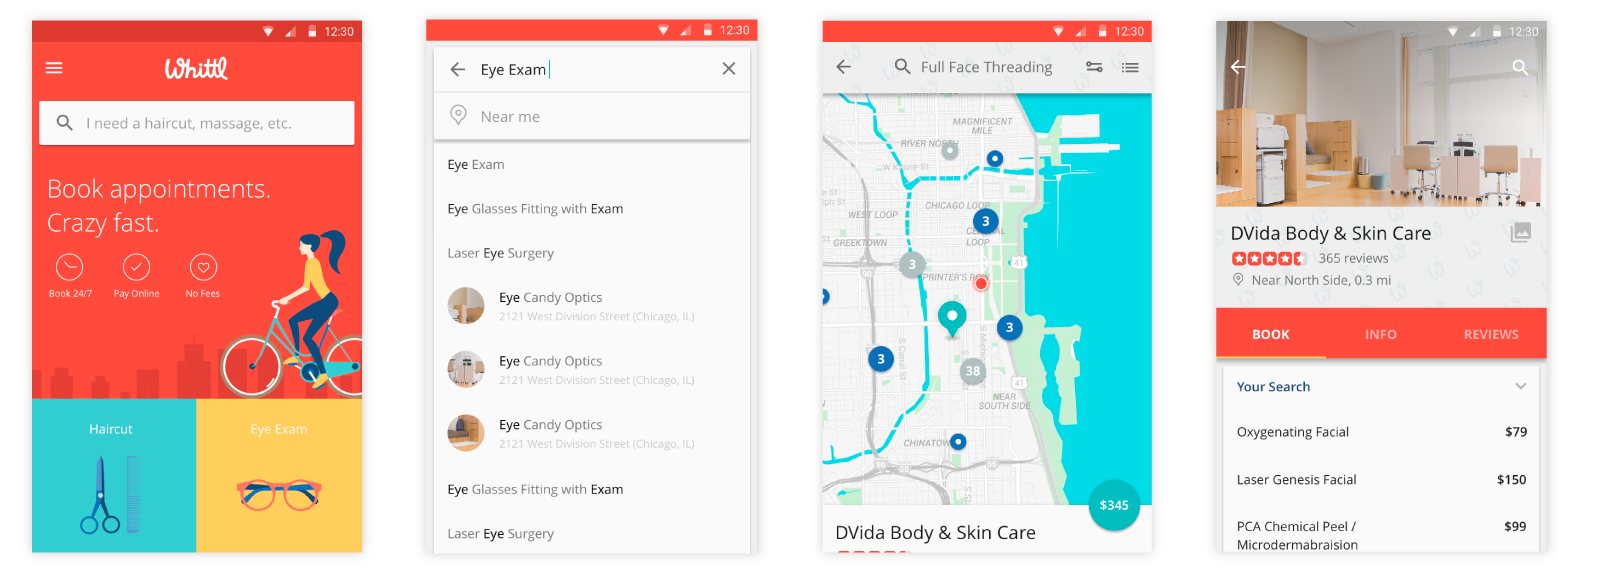 12:30
Whittl
I need a haircut, massage, etc.
Book appointments.
Crazy fast.
Book 24/7
Pay Online
No Fees
Haircut
Eye Exam
12:30
Eye Exam
Near me
Eye Exam
Eye Glasses Fitting with Exam
Laser Eye Surgery
Eye Candy Optics
2121 West Division Street (Chicago, IL)
Eye Candy Optics
2121 West Division Street (Chicago, IL)
Eye Candy Optics
2121 West Division Street (Chicago, IL)
Eye Glasses Fitting with Exam
Laser Eye Surgery
12:30
Full Face Threading
MAGNIFICENT
MILE
RIVER NORTH
W Kinzie St
CHICAGO LOOP
WEST LOOP
3
LOOP
GREEKTOWN
3
41
PRINTER'S ROW
3
3
S Canal St
S Michigan
38
41
NEAR
SOUTH SIDE
CHINATOWN
$345
DVida Body & Skin Care
12:30
DVida Body & Skin Care
365 reviews
Near North Side, 0.3 mi
BOOK
INFO
REVIEWS
Your Search
Oxygenating Facial
$79
Laser Genesis Facial
$150
PCA Chemical Peel /
$99
Microdermabraision